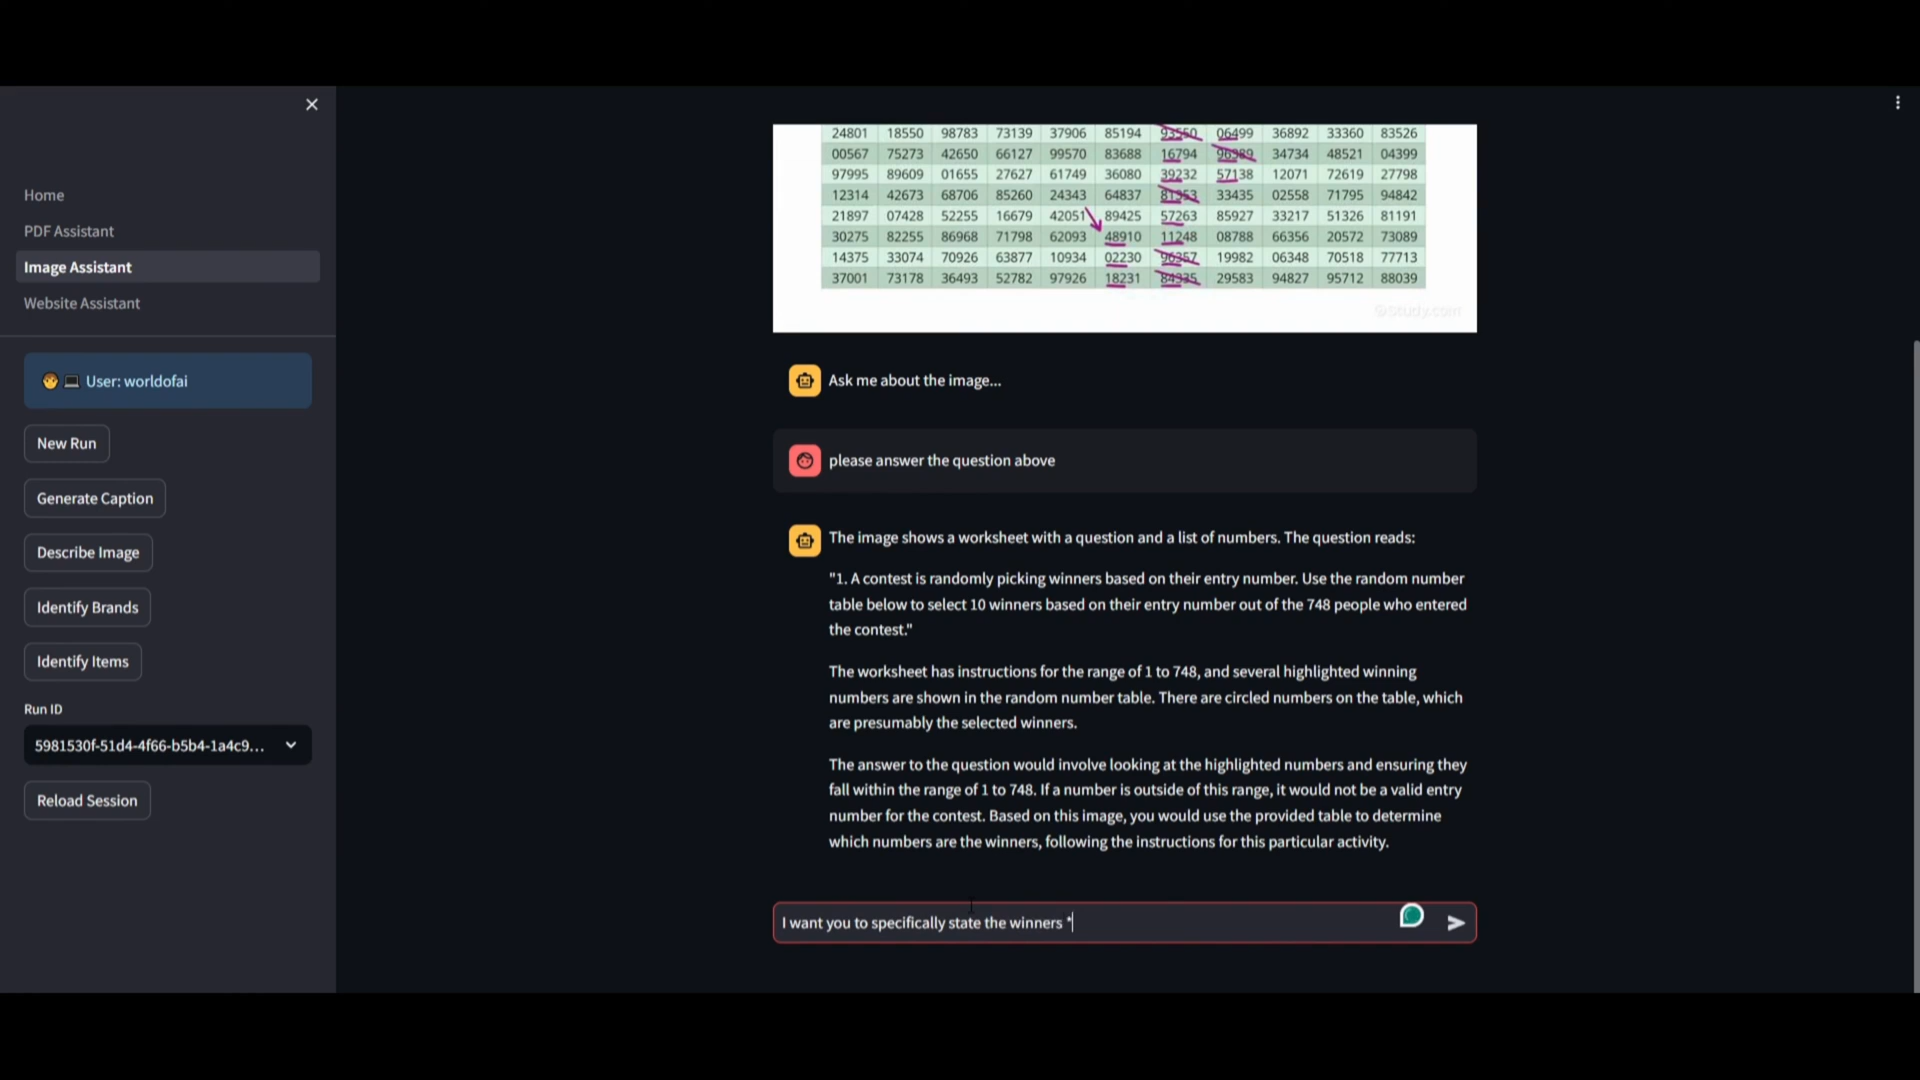 Home
PDF Assistant
Image Assistant
Website Assistant
User: worldofai
New Run
Generate Caption
Describe Image
Identify Brands
Identify Items
Run ID
5981530f-51d4-4f66-b5b4-1a4c9...
Reload Session
24801 18550 98783 73139 37906 85194 93550 06499 36892 33360 83526
00567 75273 42650 66127 99570 83688 16794 96389 34734 48521 04399
97995 89609 01655 27627 61749 36080 39232 57138 12071 72619 27798
12314 42673 68706 85260 24343 64837 81353 33435 02558 71795 94842
21897 07428 52255 16679 42051 89425 57263 85927 33217 51326 81191
30275 82255 86968 71798 62093 48910 11248 08788 66356 20572 73089
14375 33074 70926 63877 10934 02230 96357 19982 06348 70518 77713
37001 73178 36493 52782 97926 18231 84335 29583 94827 95712 88039
Study.com
Ask me about the image...
please answer the question above
The image shows a worksheet with a question and a list of numbers. The question reads:
"1. A contest is randomly picking winners based on their entry number. Use the random number
table below to select 10 winners based on their entry number out of the 748 people who entered
the contest."
The worksheet has instructions for the range of 1 to 748, and several highlighted winning
numbers are shown in the random number table. There are circled numbers on the table, which
are presumably the selected winners.
The answer to the question would involve looking at the highlighted numbers and ensuring they
fall within the range of 1 to 748. If a number is outside of this range, it would not be a valid entry
number for the contest. Based on this image, you would use the provided table to determine
which numbers are the winners, following the instructions for this particular activity.
I want you to specifically state the winners *